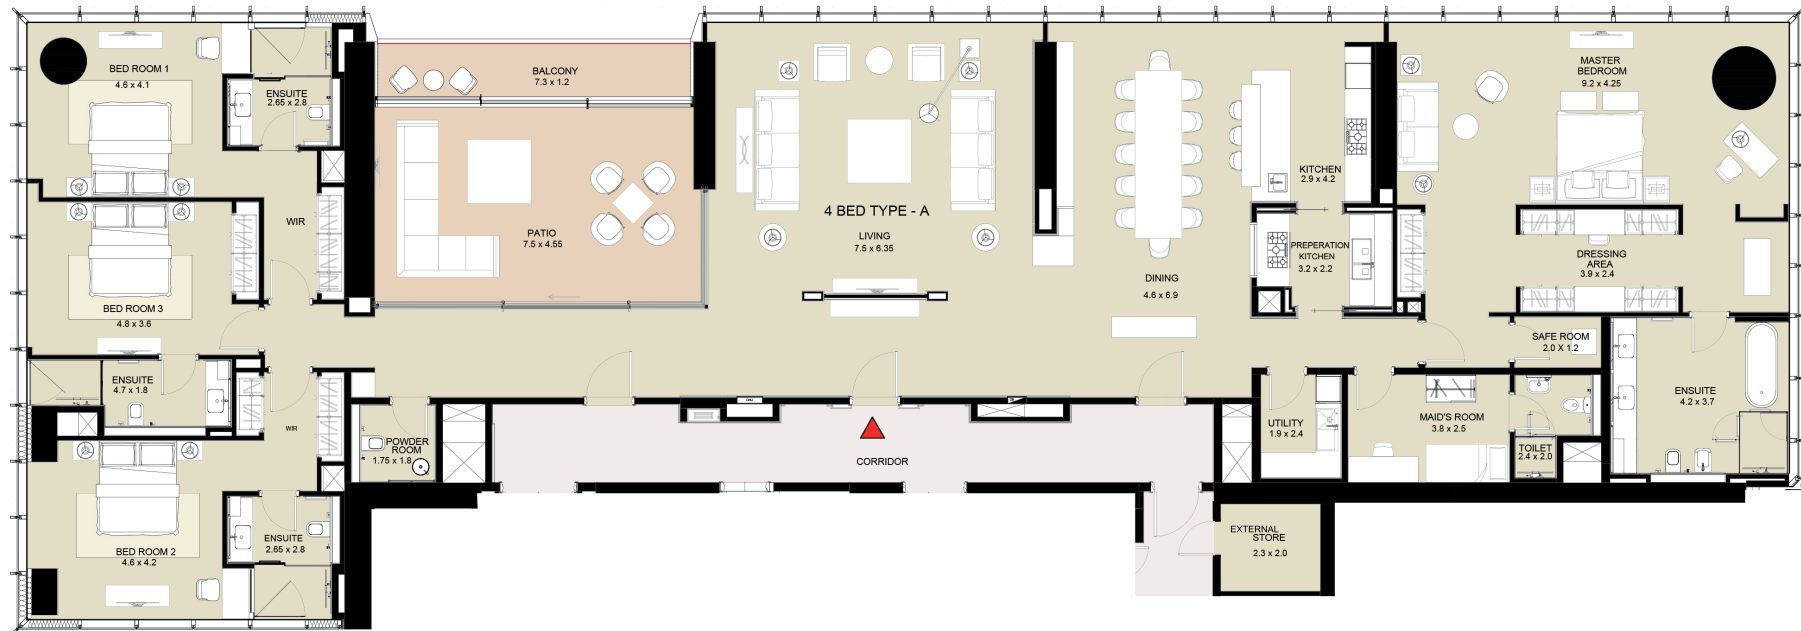 BED ROOM 1
4.6 x 4.1
ENSUITE
2.65 x 2.8
BALCONY
7.3 x 1.2
MASTER
BEDROOM
9.2 x 4.25
KITCHEN
2.9 x 4.2
WIR
PATIO
7.5 x 4.55
4 BED TYPE - A
LIVING
7.5 x 6.35
PREPERATION
KITCHEN
3.2 x 2.2
DINING
4.6 x 6.9
DRESSING
AREA
3.9 x 2.4
BED ROOM 3
4.8 x 3.6
SAFE ROOM
2.0 X 1.2
ENSUITE
4.7 x 1.8
ENSUITE
4.2 x 3.7
WIR
POWDER
ROOM
1.75 x 1.8
UTILITY
1.9 x 2.4
MAID'S ROOM
3.8 x 2.5
TOILET
2.4 x 2.0
CORRIDOR
EXTERNAL
STORE
2.3 x 2.0
ENSUITE
2.65 x 2.8
BED ROOM 2
4.6 x 4.2